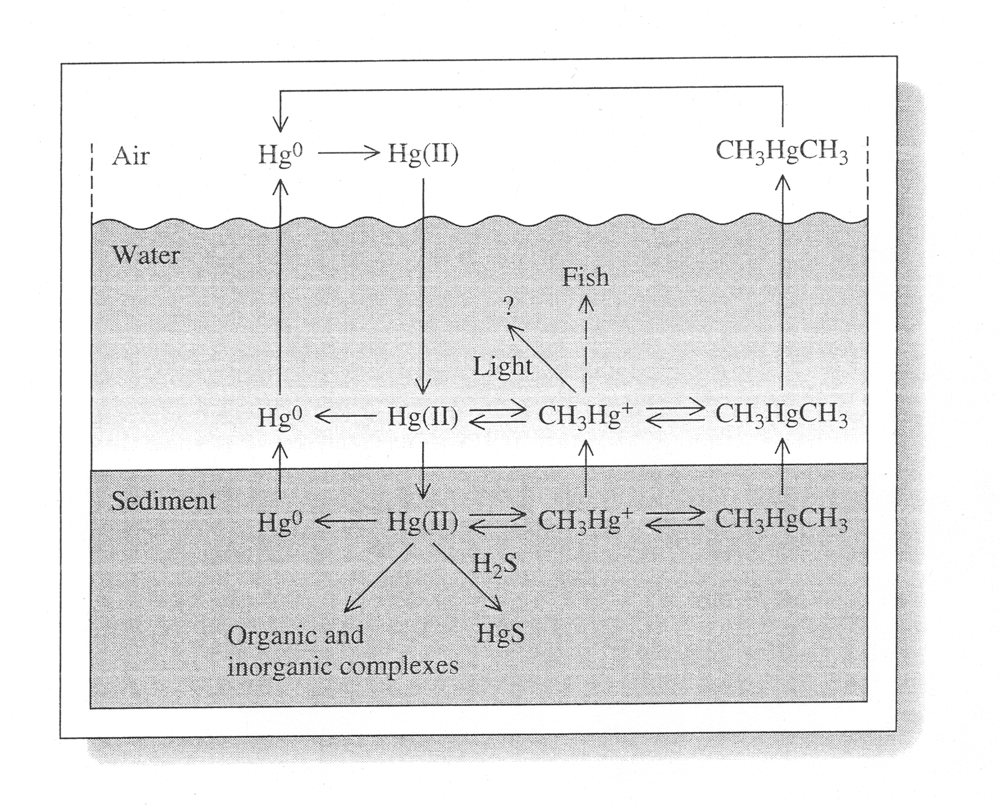 Air
Hg⁰ Hg(II) CH₃HgCH₃
Water
Fish
?
Light
Hg⁰ Hg(II) CH₃Hg⁺ CH₃HgCH₃
Sediment
Hg⁰ Hg(II) CH₃Hg⁺ CH₃HgCH₃
H₂S
Organic and
inorganic complexes
HgS